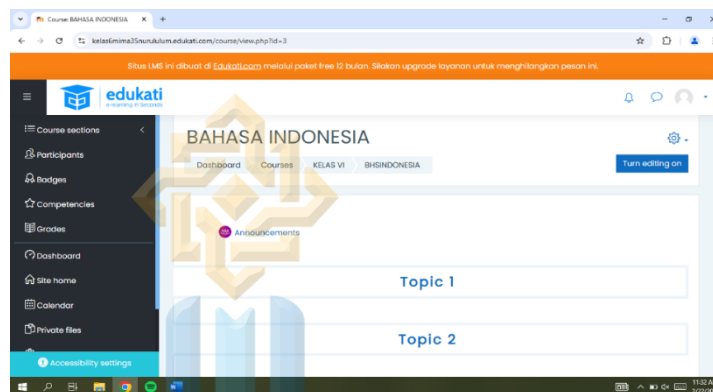 Course: BAHASA INDONESIA
kelas6mima35nurululum.edukati.com/course/view.php?id=3
Situs LMS ini dibuat di Edukati.com melalui paket free 12 bulan. Silakan upgrade layanan untuk menghilangkan pesan ini.
edukati
e-learning in Seconds
Course sections
Participants
Badges
Competencies
Grades
Dashboard
Site home
Calendar
Private files
Accessibility settings
BAHASA INDONESIA
Dashboard Courses KELAS VI BHSINDONESIA
Turn editing on
Announcements
Topic 1
Topic 2
11:32 A